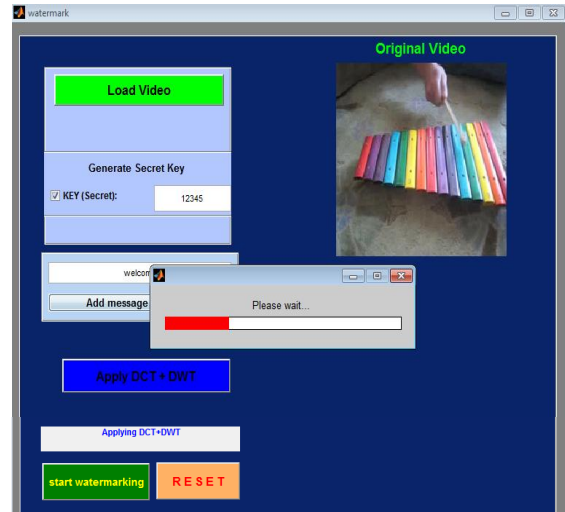 watermark
Original Video
Load Video
Generate Secret Key
KEY (Secret):
12345
Add message
Please wait...
Apply DCT + DWT
Applying DCT+DWT
start watermarking
R E S E T